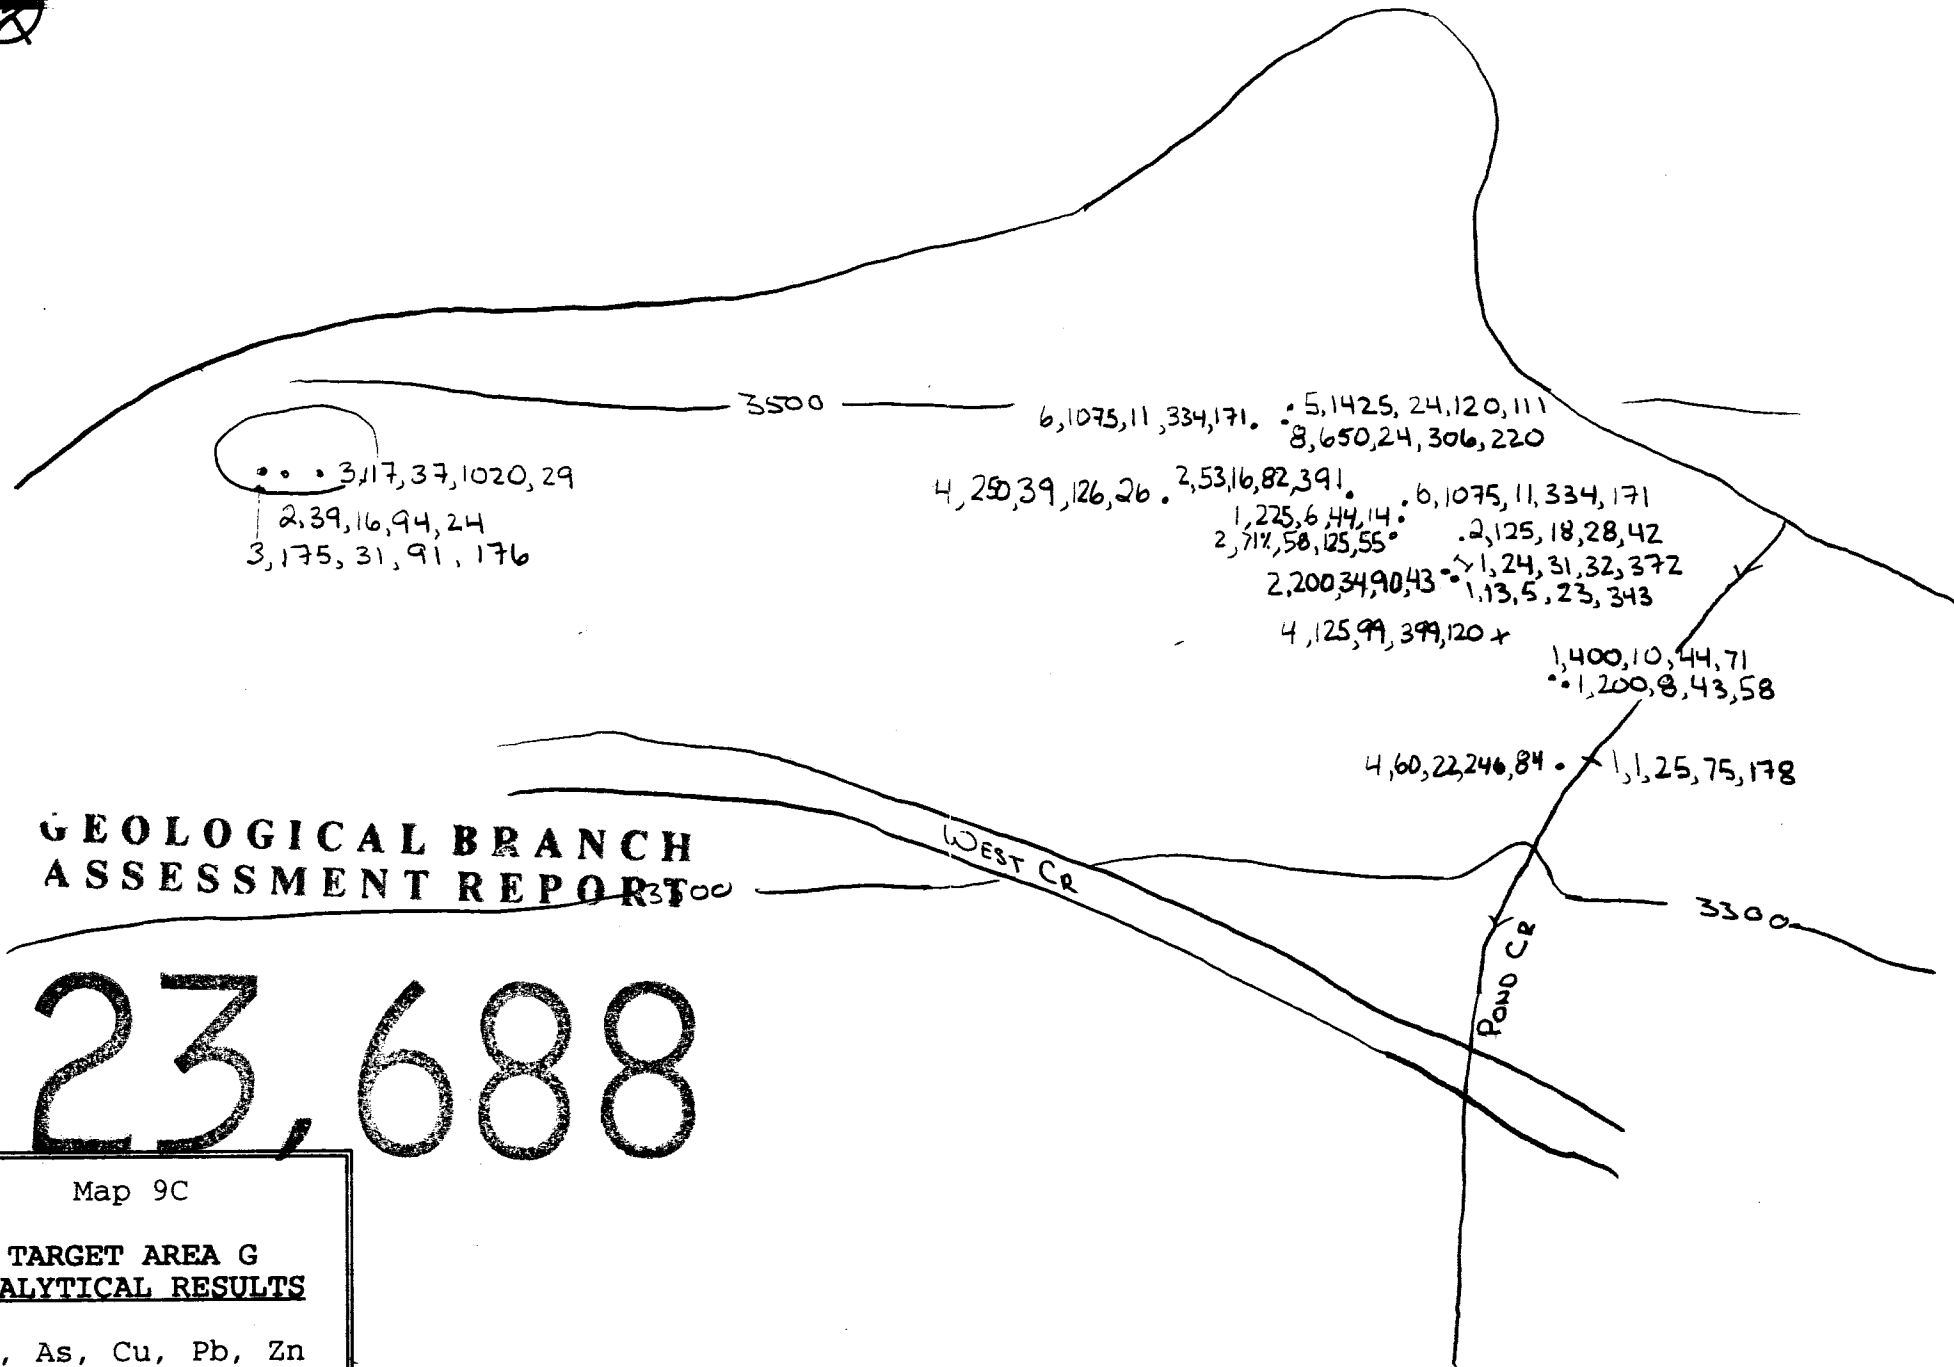 3500
6,1075,11,334,171
5,1425,24,120,111
8,650,24,306,220
3,17,37,1020,29
2,39,16,94,24
3,175,31,91,176
4,250,39,126,26
2,53,16,82,391
6,1075,11,334,171
1,225,6,44,14
2,125,18,28,42
2,71%,58,125,55
1,24,31,32,372
2,200,34,90,43
1,13,5,23,343
4,125,99,399,120
1,400,10,44,71
1,200,8,43,58
4,60,22,246,84
1,1,25,75,178
GEOLOGICAL BRANCH
ASSESSMENT REPORT
WEST CR
3300
POND CR
23,688
Map 9C
TARGET AREA G
ALYTICAL RESULTS
, As, Cu, Pb, Zn